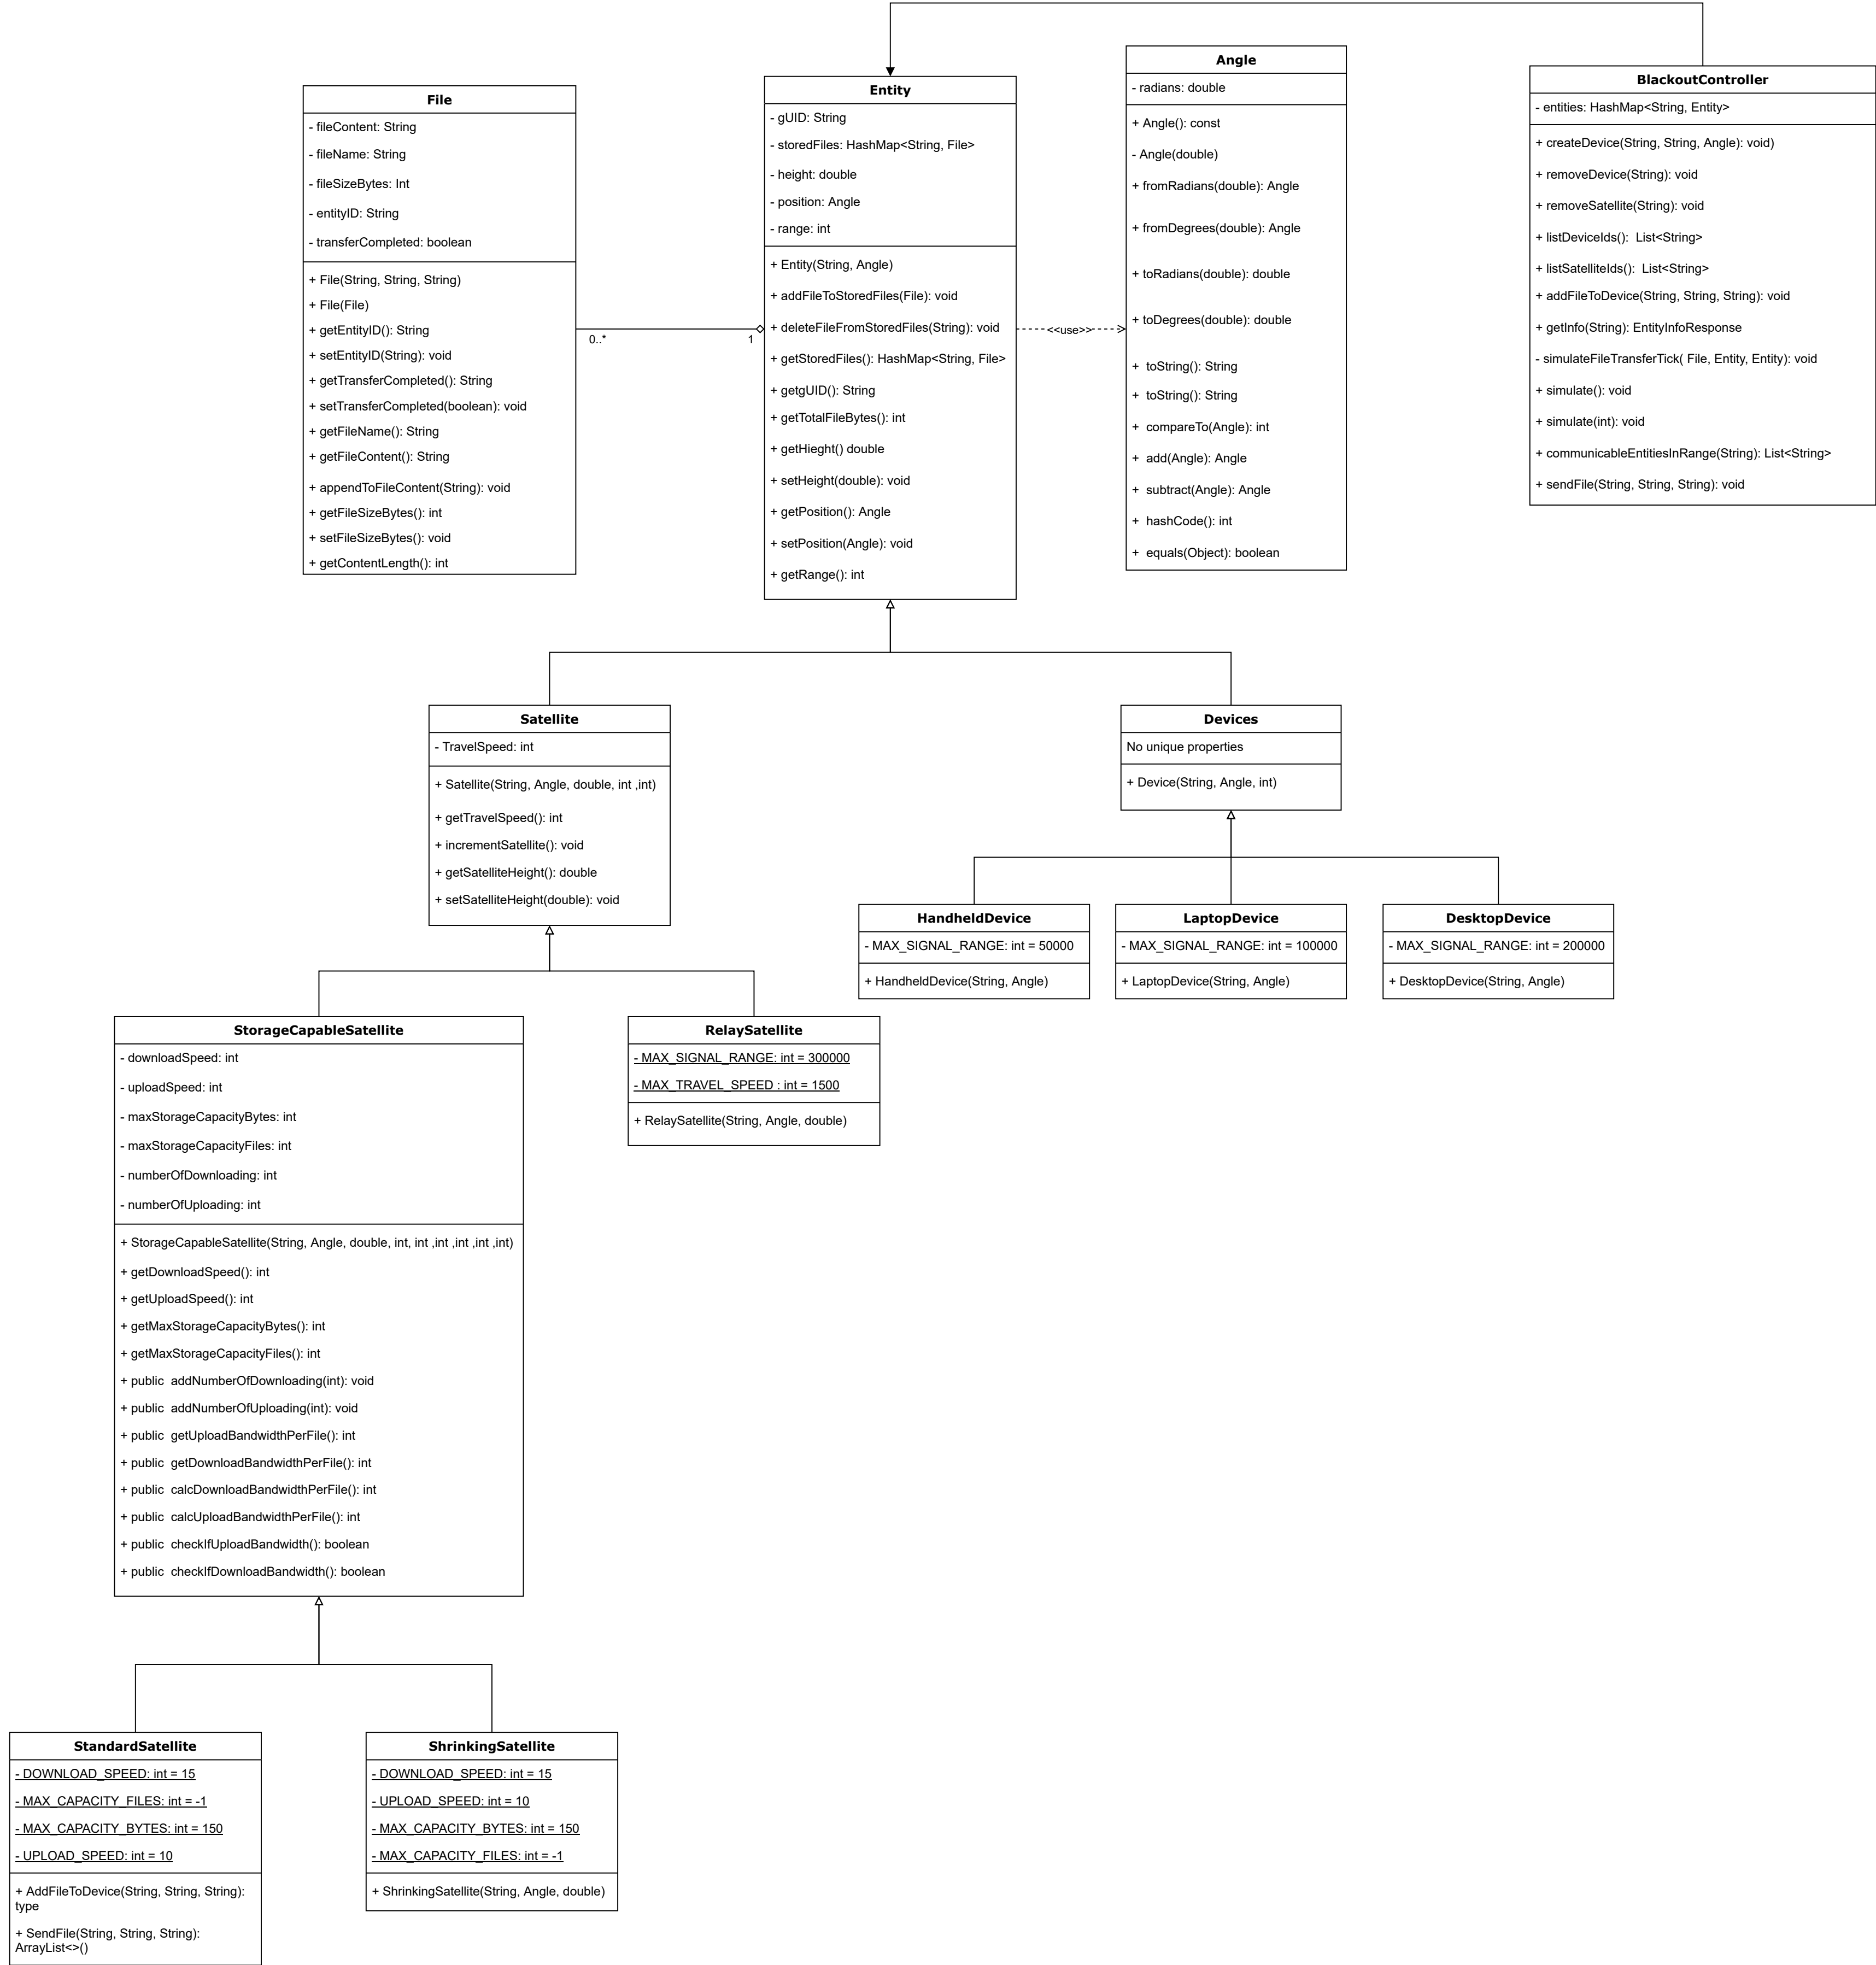 File
- fileContent: String
- fileName: String
- fileSizeBytes: Int
- entityID: String
- transferCompleted: boolean
+ File(String, String, String)
+ File(File)
+ getEntityID(): String
+ setEntityID(String): void
+ getTransferCompleted(): String
+ setTransferCompleted(boolean): void
+ getFileName(): String
+ getFileContent(): String
+ appendToFileContent(String): void
+ getFileSizeBytes(): int
+ setFileSizeBytes(): void
+ getContentLength(): int
0..*
1
Entity
- gUID: String
- storedFiles: HashMap<String, File>
- height: double
- position: Angle
- range: int
+ Entity(String, Angle)
+ addFileToStoredFiles(File): void
+ deleteFileFromStoredFiles(String): void
+ getStoredFiles(): HashMap<String, File>
+ getgUID(): String
+ getTotalFileBytes(): int
+ getHieght() double
+ setHeight(double): void
+ getPosition(): Angle
+ setPosition(Angle): void
+ getRange(): int
<<use>>
Angle
- radians: double
+ Angle(): const
- Angle(double)
+ fromRadians(double): Angle
+ fromDegrees(double): Angle
+ toRadians(double): double
+ toDegrees(double): double
+ toString(): String
+ toString(): String
+ compareTo(Angle): int
+ add(Angle): Angle
+ subtract(Angle): Angle
+ hashCode(): int
+ equals(Object): boolean
BlackoutController
- entities: HashMap<String, Entity>
+ createDevice(String, String, Angle): void)
+ removeDevice(String): void
+ removeSatellite(String): void
+ listDeviceIds(): List<String>
+ listSatelliteIds(): List<String>
+ addFileToDevice(String, String, String): void
+ getInfo(String): EntityInfoResponse
- simulateFileTransferTick( File, Entity, Entity): void
+ simulate(): void
+ simulate(int): void
+ communicableEntitiesInRange(String): List<String>
+ sendFile(String, String, String): void
Satellite
- TravelSpeed: int
+ Satellite(String, Angle, double, int ,int)
+ getTravelSpeed(): int
+ incrementSatellite(): void
+ getSatelliteHeight(): double
+ setSatelliteHeight(double): void
Devices
No unique properties
+ Device(String, Angle, int)
HandheldDevice
- MAX_SIGNAL_RANGE: int = 50000
+ HandheldDevice(String, Angle)
LaptopDevice
- MAX_SIGNAL_RANGE: int = 100000
+ LaptopDevice(String, Angle)
DesktopDevice
- MAX_SIGNAL_RANGE: int = 200000
+ DesktopDevice(String, Angle)
StorageCapableSatellite
- downloadSpeed: int
- uploadSpeed: int
- maxStorageCapacityBytes: int
- maxStorageCapacityFiles: int
- numberOfDownloading: int
- numberOfUploading: int
+ StorageCapableSatellite(String, Angle, double, int, int ,int ,int ,int ,int)
+ getDownloadSpeed(): int
+ getUploadSpeed(): int
+ getMaxStorageCapacityBytes(): int
+ getMaxStorageCapacityFiles(): int
+ public addNumberOfDownloading(int): void
+ public addNumberOfUploading(int): void
+ public getUploadBandwidthPerFile(): int
+ public getDownloadBandwidthPerFile(): int
+ public calcDownloadBandwidthPerFile(): int
+ public calcUploadBandwidthPerFile(): int
+ public checkIfUploadBandwidth(): boolean
+ public checkIfDownloadBandwidth(): boolean
RelaySatellite
- MAX_SIGNAL_RANGE: int = 300000
- MAX_TRAVEL_SPEED : int = 1500
+ RelaySatellite(String, Angle, double)
StandardSatellite
- DOWNLOAD_SPEED: int = 15
- MAX_CAPACITY_FILES: int = -1
- MAX_CAPACITY_BYTES: int = 150
- UPLOAD_SPEED: int = 10
+ AddFileToDevice(String, String, String):
type
+ SendFile(String, String, String):
ArrayList<>()
ShrinkingSatellite
- DOWNLOAD_SPEED: int = 15
- UPLOAD_SPEED: int = 10
- MAX_CAPACITY_BYTES: int = 150
- MAX_CAPACITY_FILES: int = -1
+ ShrinkingSatellite(String, Angle, double)